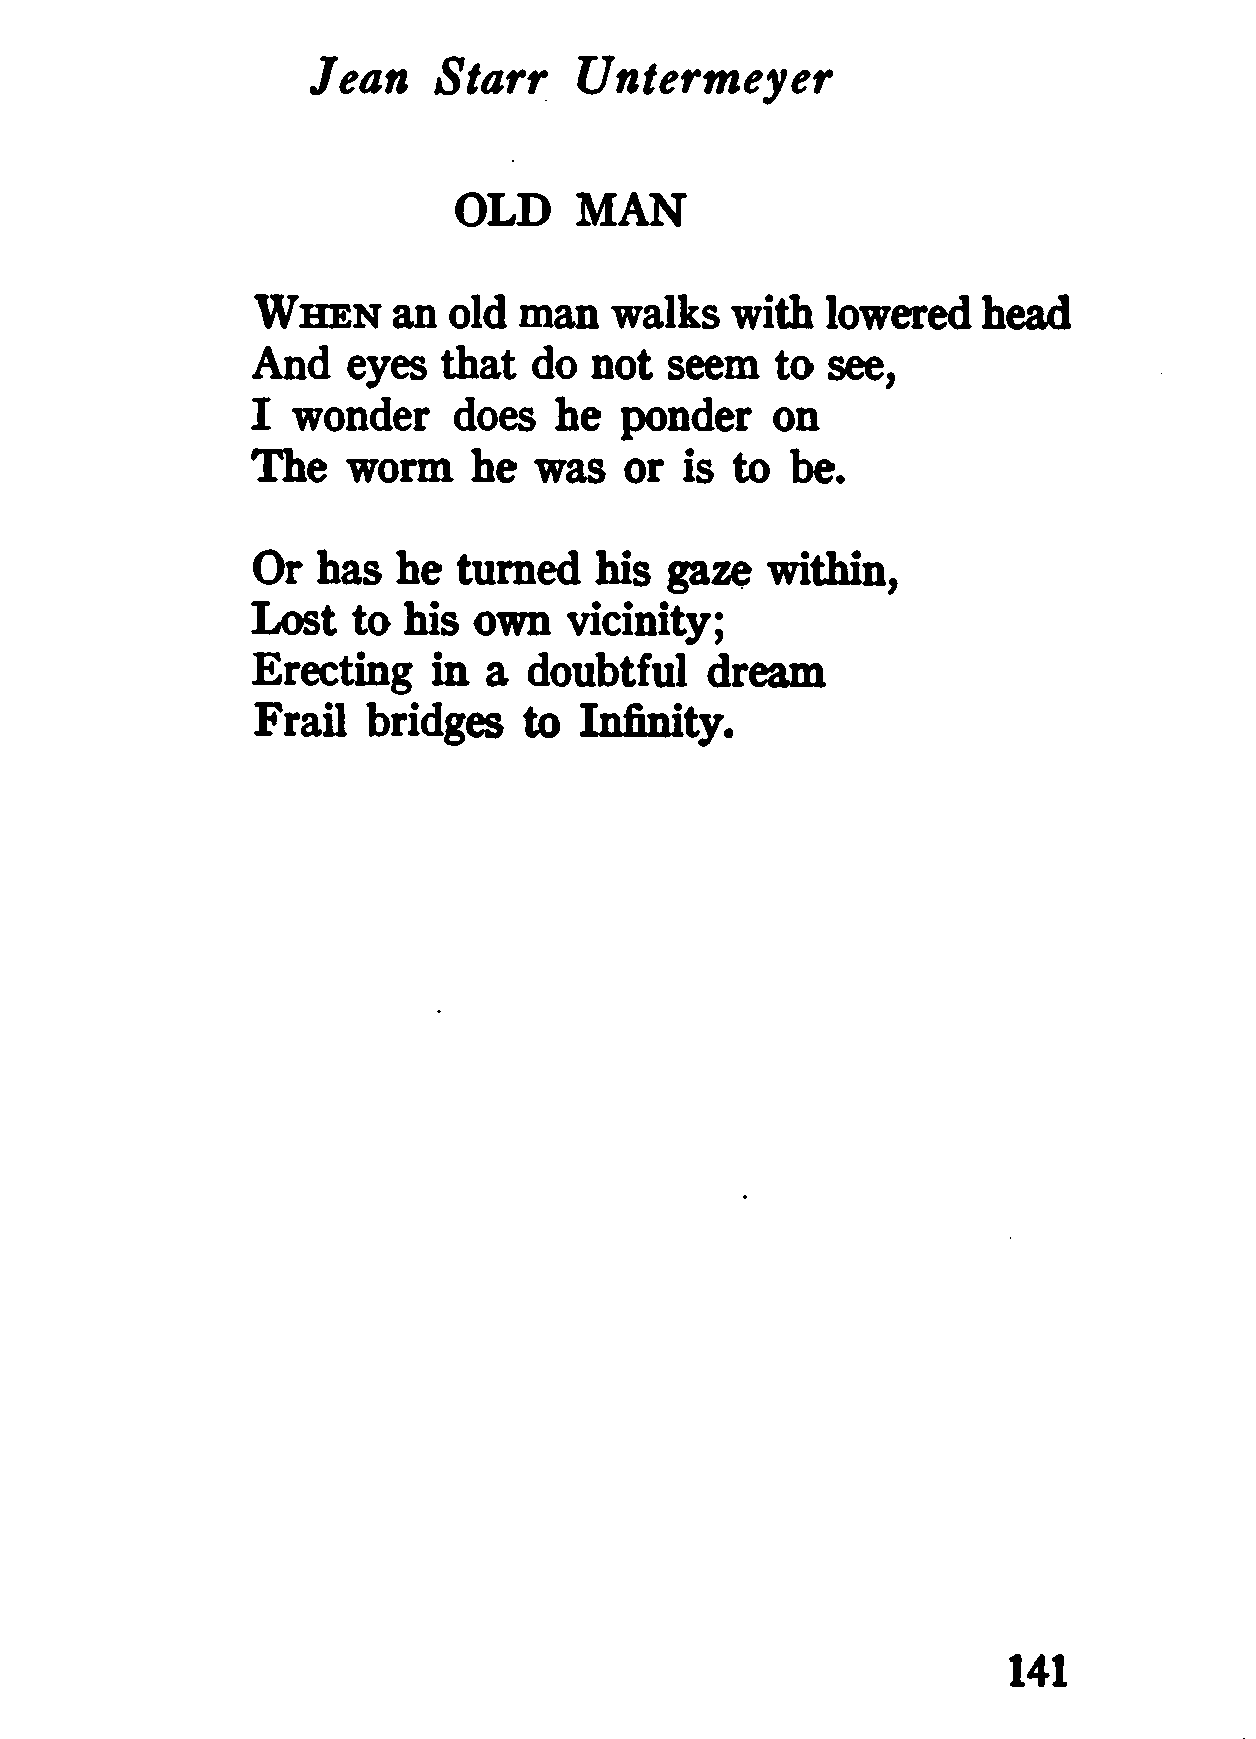 Jean Starr Untermeyer
OLD MAN
WHEN an old man walks with lowered head
And eyes that do not seem to see,
I wonder does he ponder on
The worm he was or is to be.
Or has he turned his gaze within,
Lost to his own vicinity;
Erecting in a doubtful dream
Frail bridges to Infinity.
141